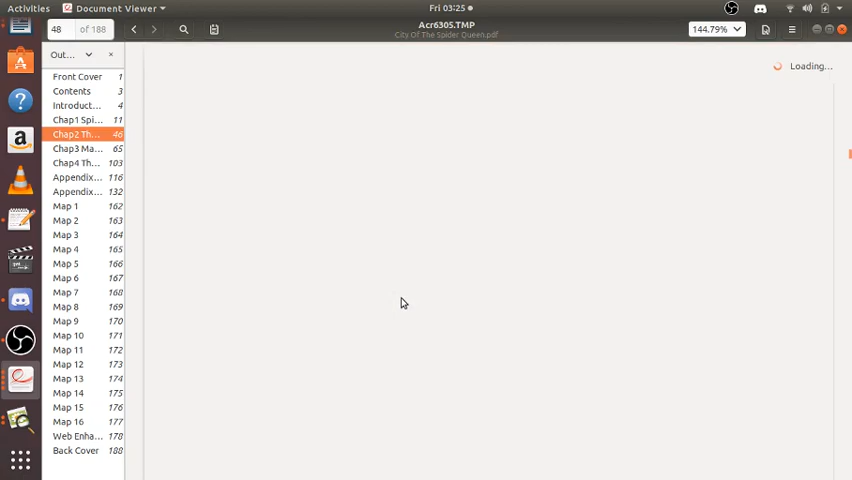 Activities
Document Viewer
Fri 03:25
48
of 188
Acr6305.TMP
City Of The Spider Queen.pdf
144.79%
Out...
Loading...
Front Cover 1
Contents 3
Introduct... 4
Chap1 Spi... 11
Chap2 Th... 46
Chap3 Ma... 65
Chap4 Th... 103
Appendix... 116
Appendix... 132
Map 1 162
Map 2 163
Map 3 164
Map 4 165
Map 5 166
Map 6 167
Map 7 168
Map 8 169
Map 9 170
Map 10 171
Map 11 172
Map 12 173
Map 13 174
Map 14 175
Map 15 176
Map 16 177
Web Enha... 178
Back Cover 188